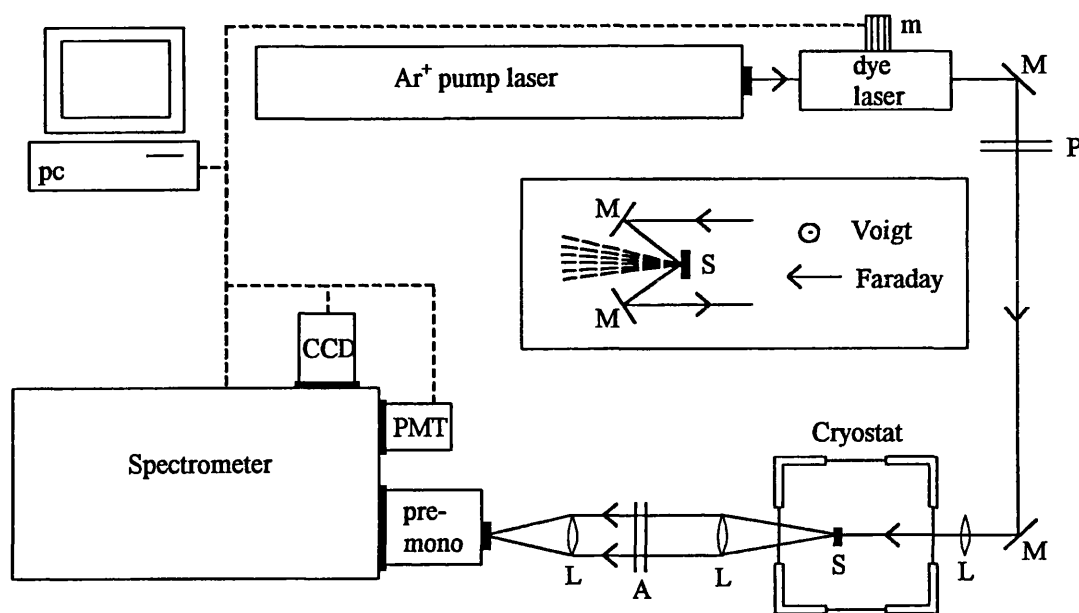 m
Ar⁺ pump laser
dye
laser
M
P
pc
M
Voigt
S
Faraday
M
CCD
PMT
Cryostat
Spectrometer
pre-
mono
L
A
L
S
L
M